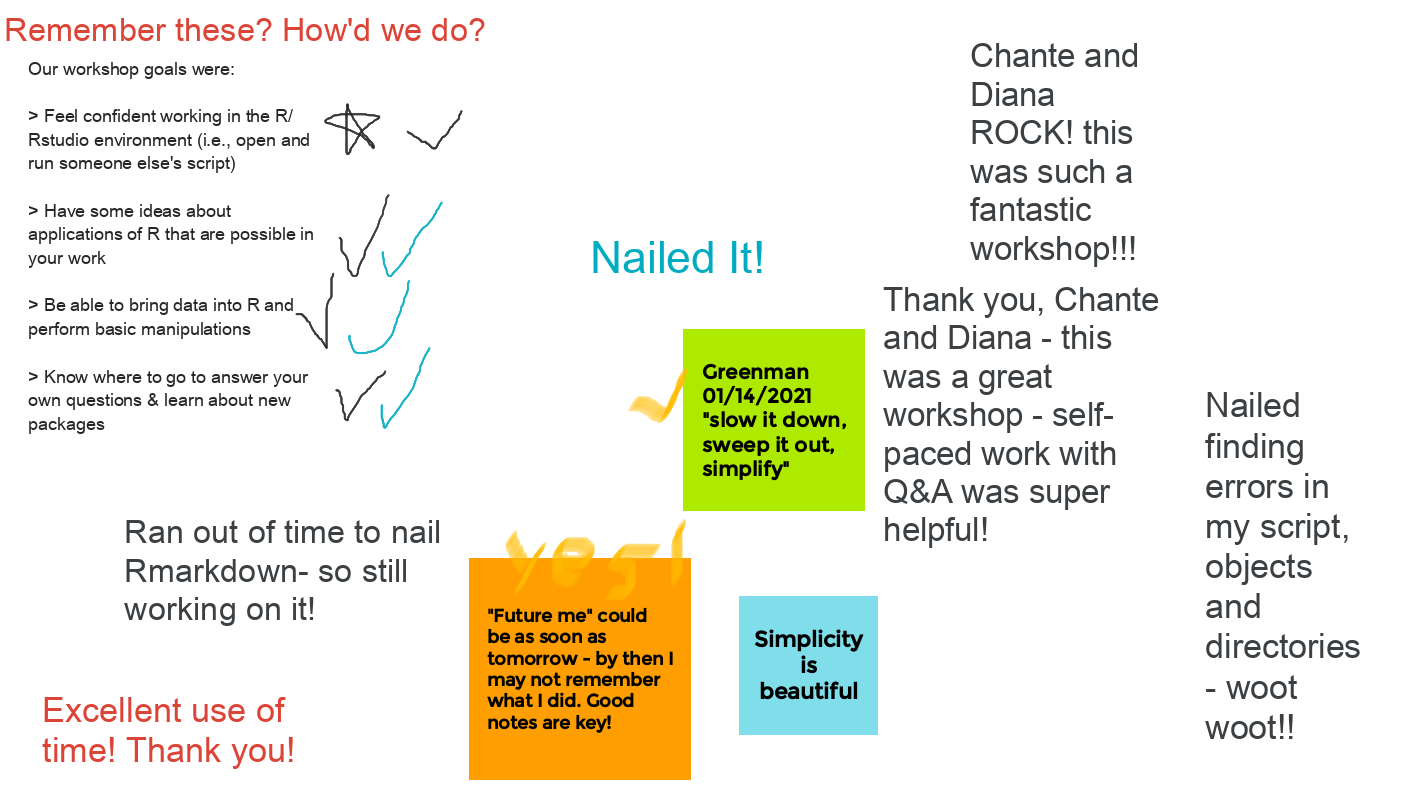 Remember these? How'd we do?
Our workshop goals were:
> Feel confident working in the R/
Rstudio environment (i.e., open and
run someone else's script)
> Have some ideas about
applications of R that are possible in
your work
> Be able to bring data into R and
perform basic manipulations
> Know where to go to answer your
own questions & learn about new
packages
Nailed It!
Chante and
Diana
ROCK! this
was such a
fantastic
workshop!!!
Greenman
01/14/2021
"slow it down,
sweep it out,
simplify"
Thank you, Chante
and Diana - this
was a great
workshop - self-
paced work with
Q&A was super
helpful!
Nailed
finding
errors in
my script,
objects
and
directories
- woot
woot!!
Ran out of time to nail
Rmarkdown- so still
working on it!
yes!
"Future me" could
be as soon as
tomorrow - by then I
may not remember
what I did. Good
notes are key!
Simplicity
is
beautiful
Excellent use of
time! Thank you!